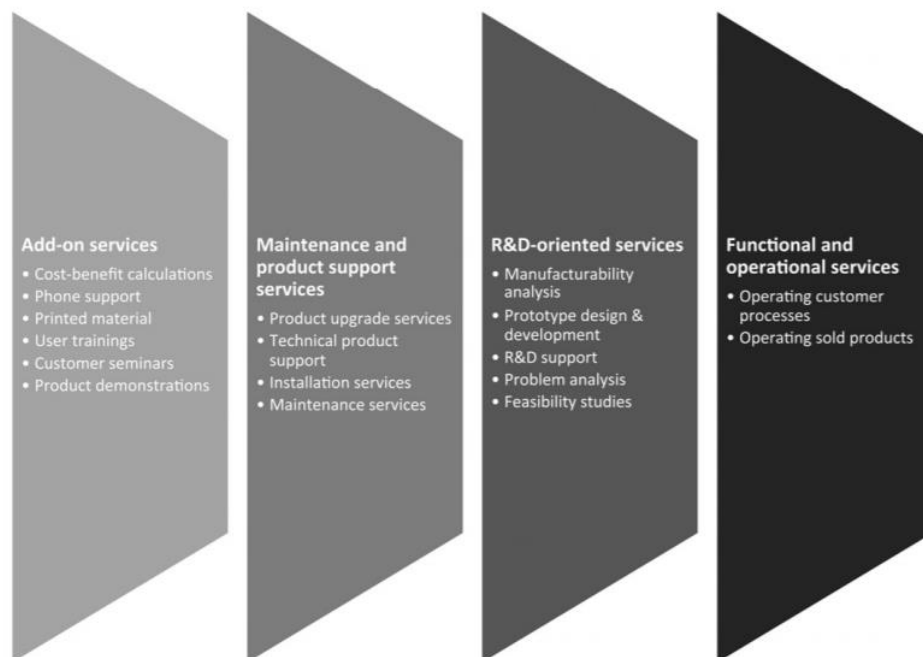 Add-on services
• Cost-benefit calculations
• Phone support
• Printed material
• User trainings
• Customer seminars
• Product demonstrations
Maintenance and
product support
services
• Product upgrade services
• Technical product
support
• Installation services
• Maintenance services
R&D-oriented services
• Manufacturability
analysis
• Prototype design &
development
• R&D support
• Problem analysis
• Feasibility studies
Functional and
operational services
• Operating customer
processes
• Operating sold products